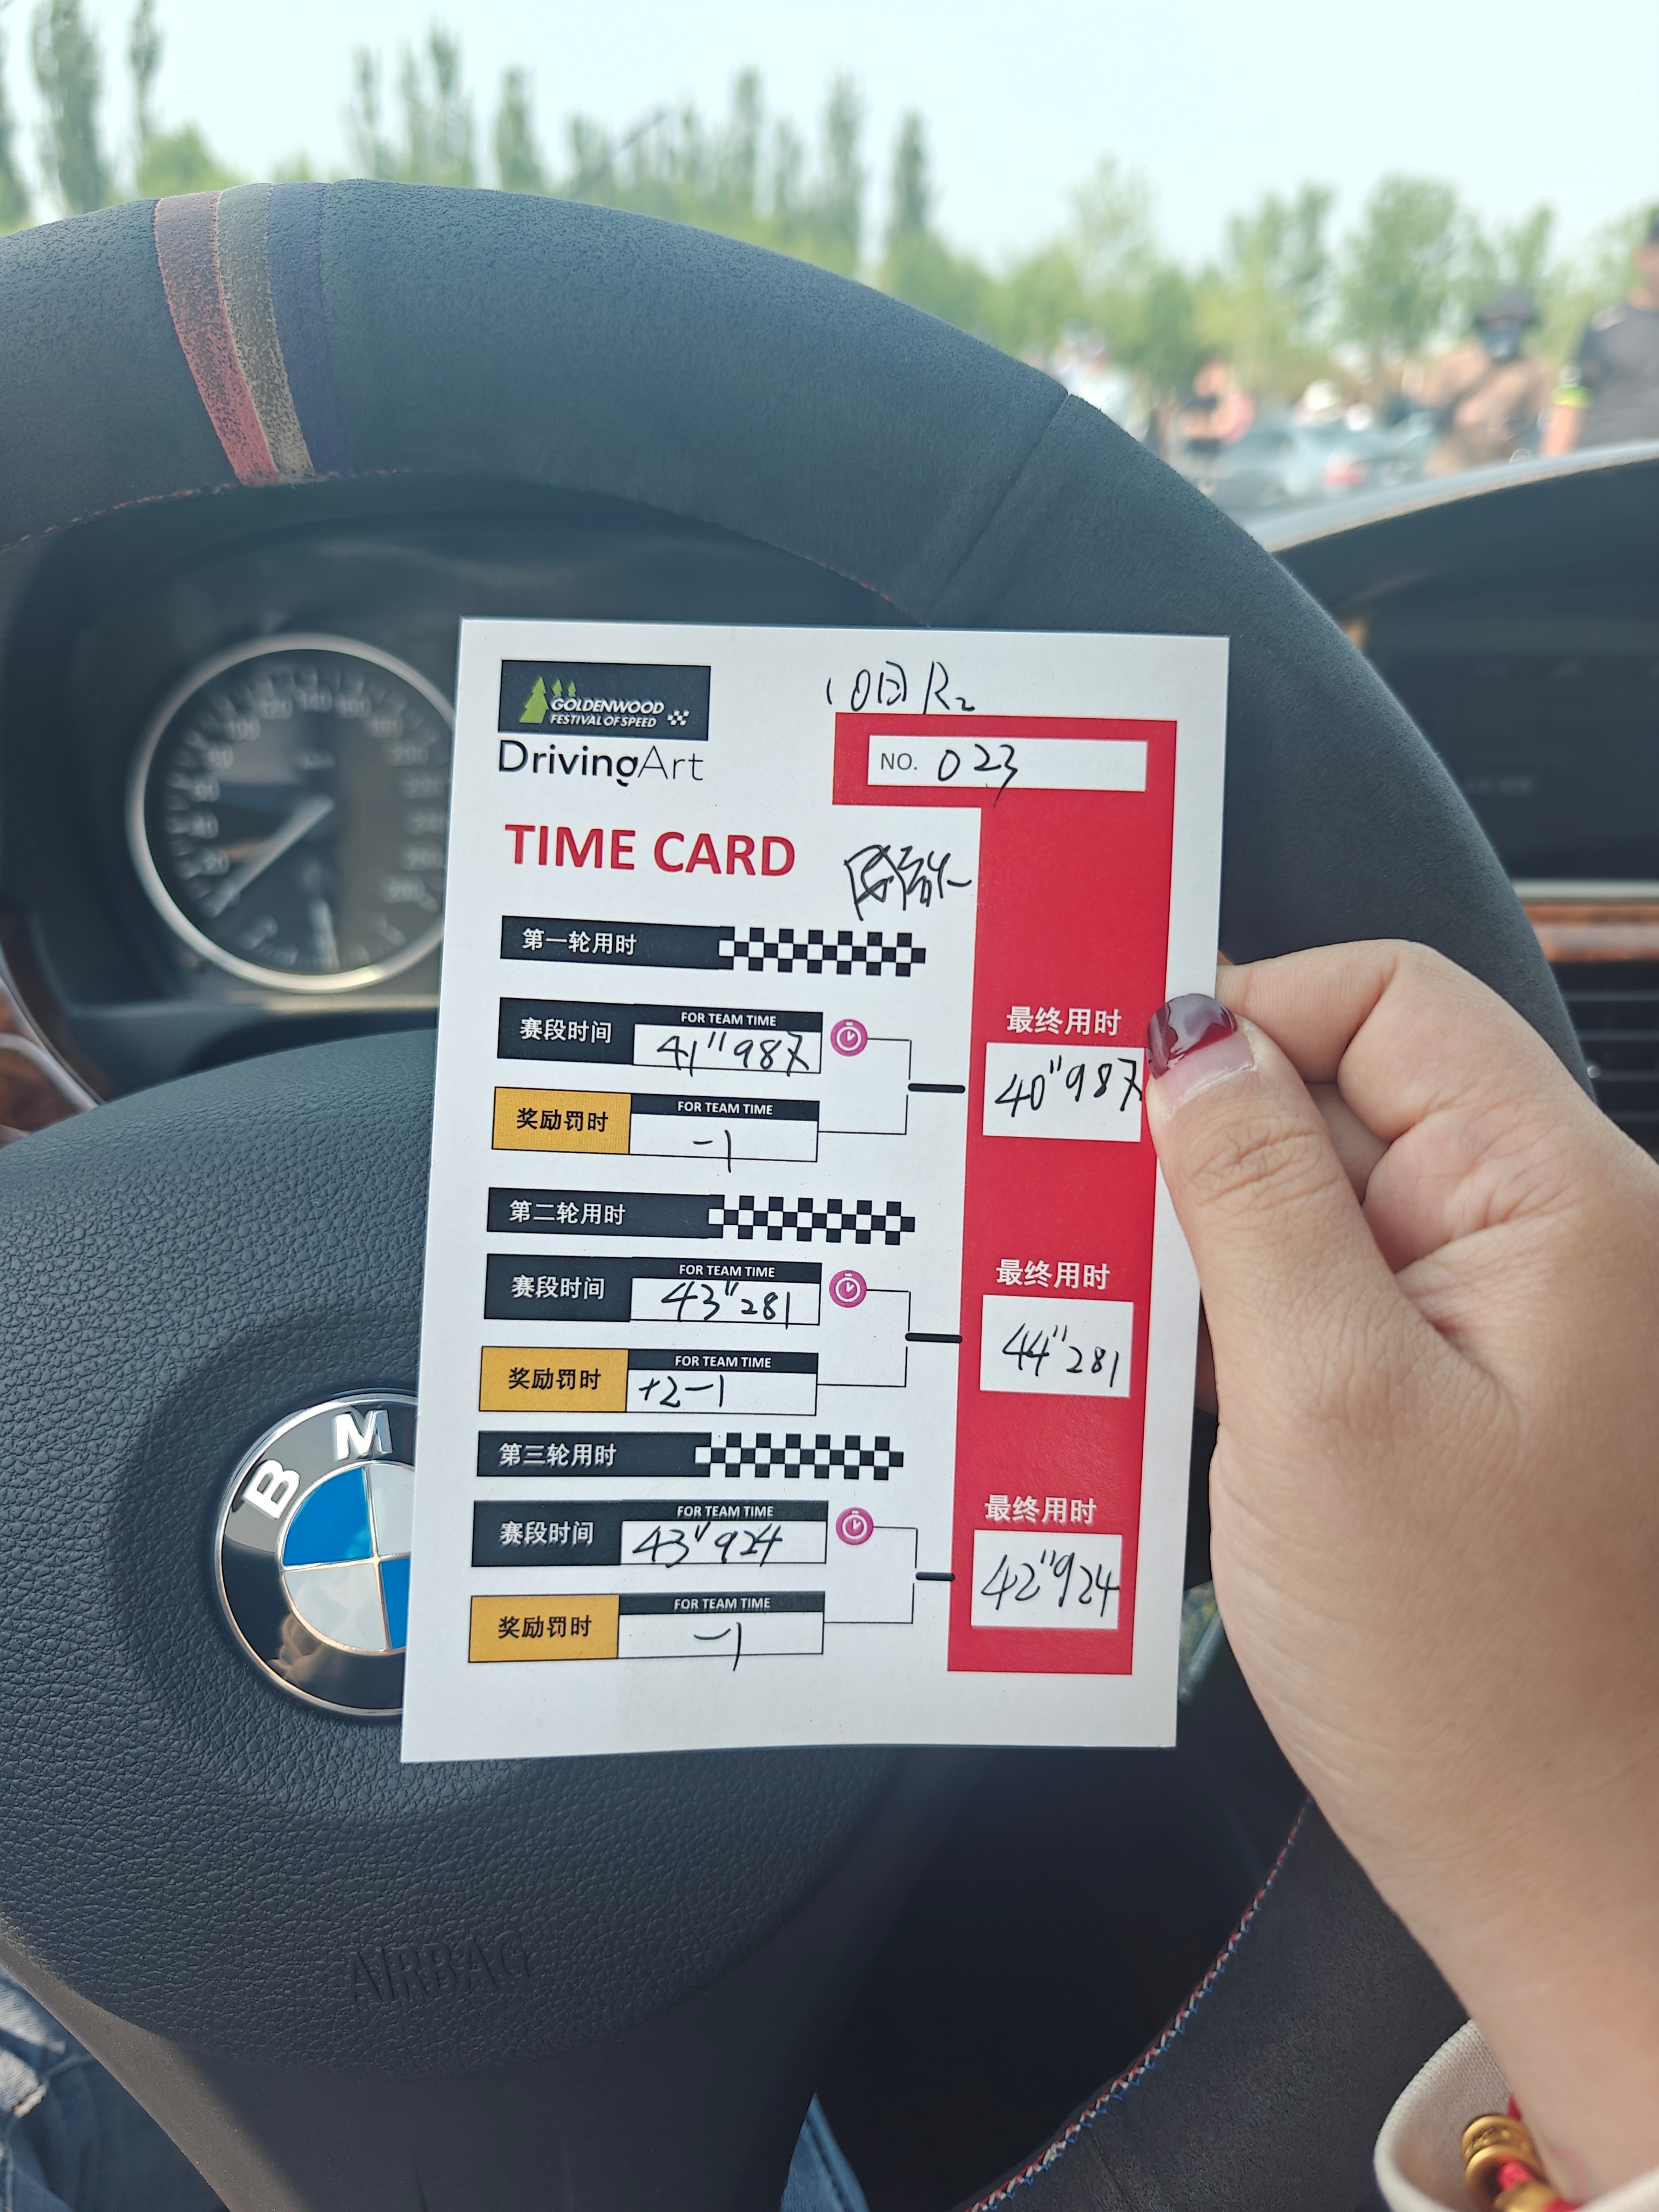 GOLDENWOOD
FESTIVAL OF SPEED
DrivingArt
10日 R2
NO. 023
TIME CARD
第一轮用时
赛段时间
FOR TEAM TIME
41"987
奖励罚时
FOR TEAM TIME
-1
最终用时
40"987
第二轮用时
赛段时间
FOR TEAM TIME
43"281
奖励罚时
FOR TEAM TIME
+2-1
最终用时
44"281
第三轮用时
赛段时间
FOR TEAM TIME
43"924
奖励罚时
FOR TEAM TIME
-1
最终用时
42"924
BM
AIRBAG